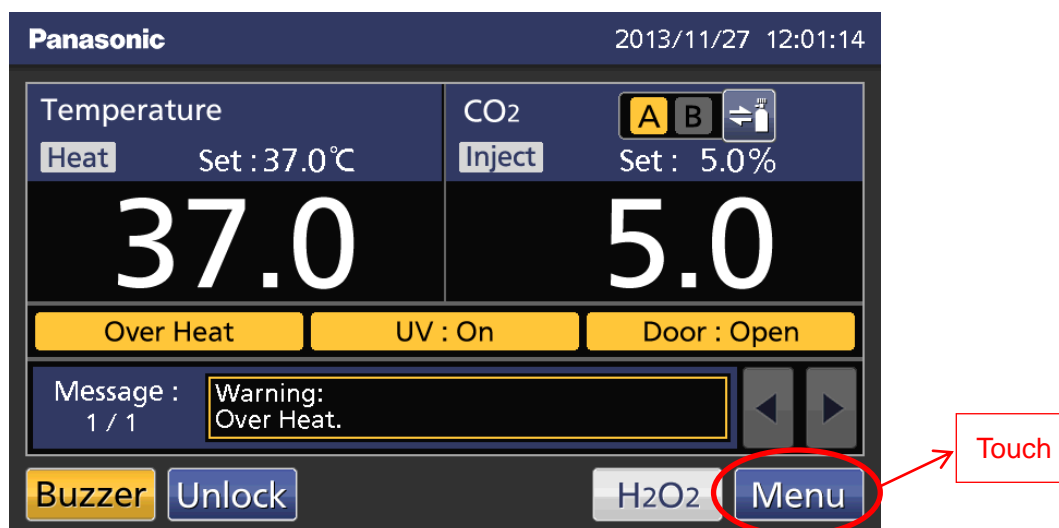 Panasonic 2013/11/27 12:01:14
Temperature CO2 A B
Heat Set : 37.0℃ Inject Set : 5.0%
37.0 5.0
Over Heat UV : On Door : Open
Message : Warning:
1 / 1 Over Heat.
Buzzer Unlock H2O2 Menu
Touch